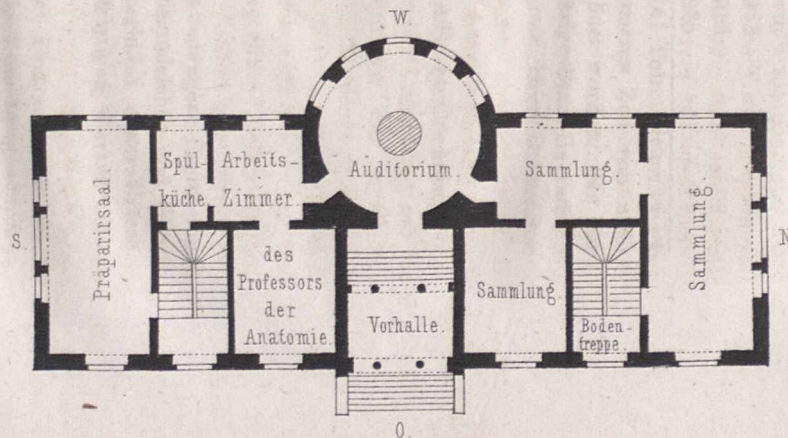 W.
Spül-
küche.
Arbeits-
Zimmer.
Auditorium.
Sammlung.
Präparirsaal.
Sammlung
S.
N
des
Professors
der
Anatomie.
Vorhalle.
Sammlung
Boden-
treppe.
O.